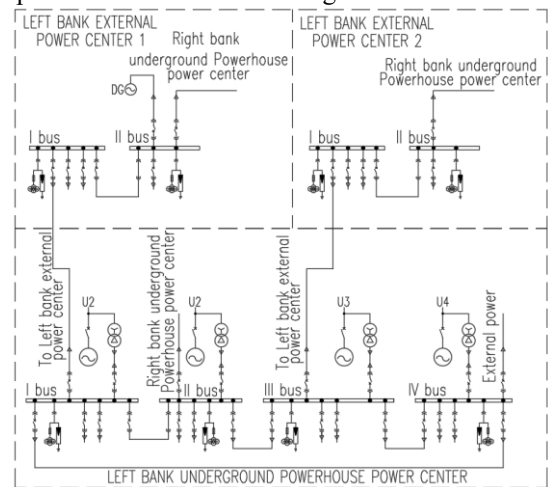 LEFT BANK EXTERNAL
POWER CENTER 1
Right bank
underground Powerhouse
power center
DG
I bus
II bus
LEFT BANK EXTERNAL
POWER CENTER 2
Right bank underground
Powerhouse power center
I bus
II bus
To Left bank external
power center
U2
Right bank underground
Powerhouse power center
U2
To Left bank external
power center
U3
U4
External power
I bus
II bus
III bus
IV bus
LEFT BANK UNDERGROUND POWERHOUSE POWER CENTER